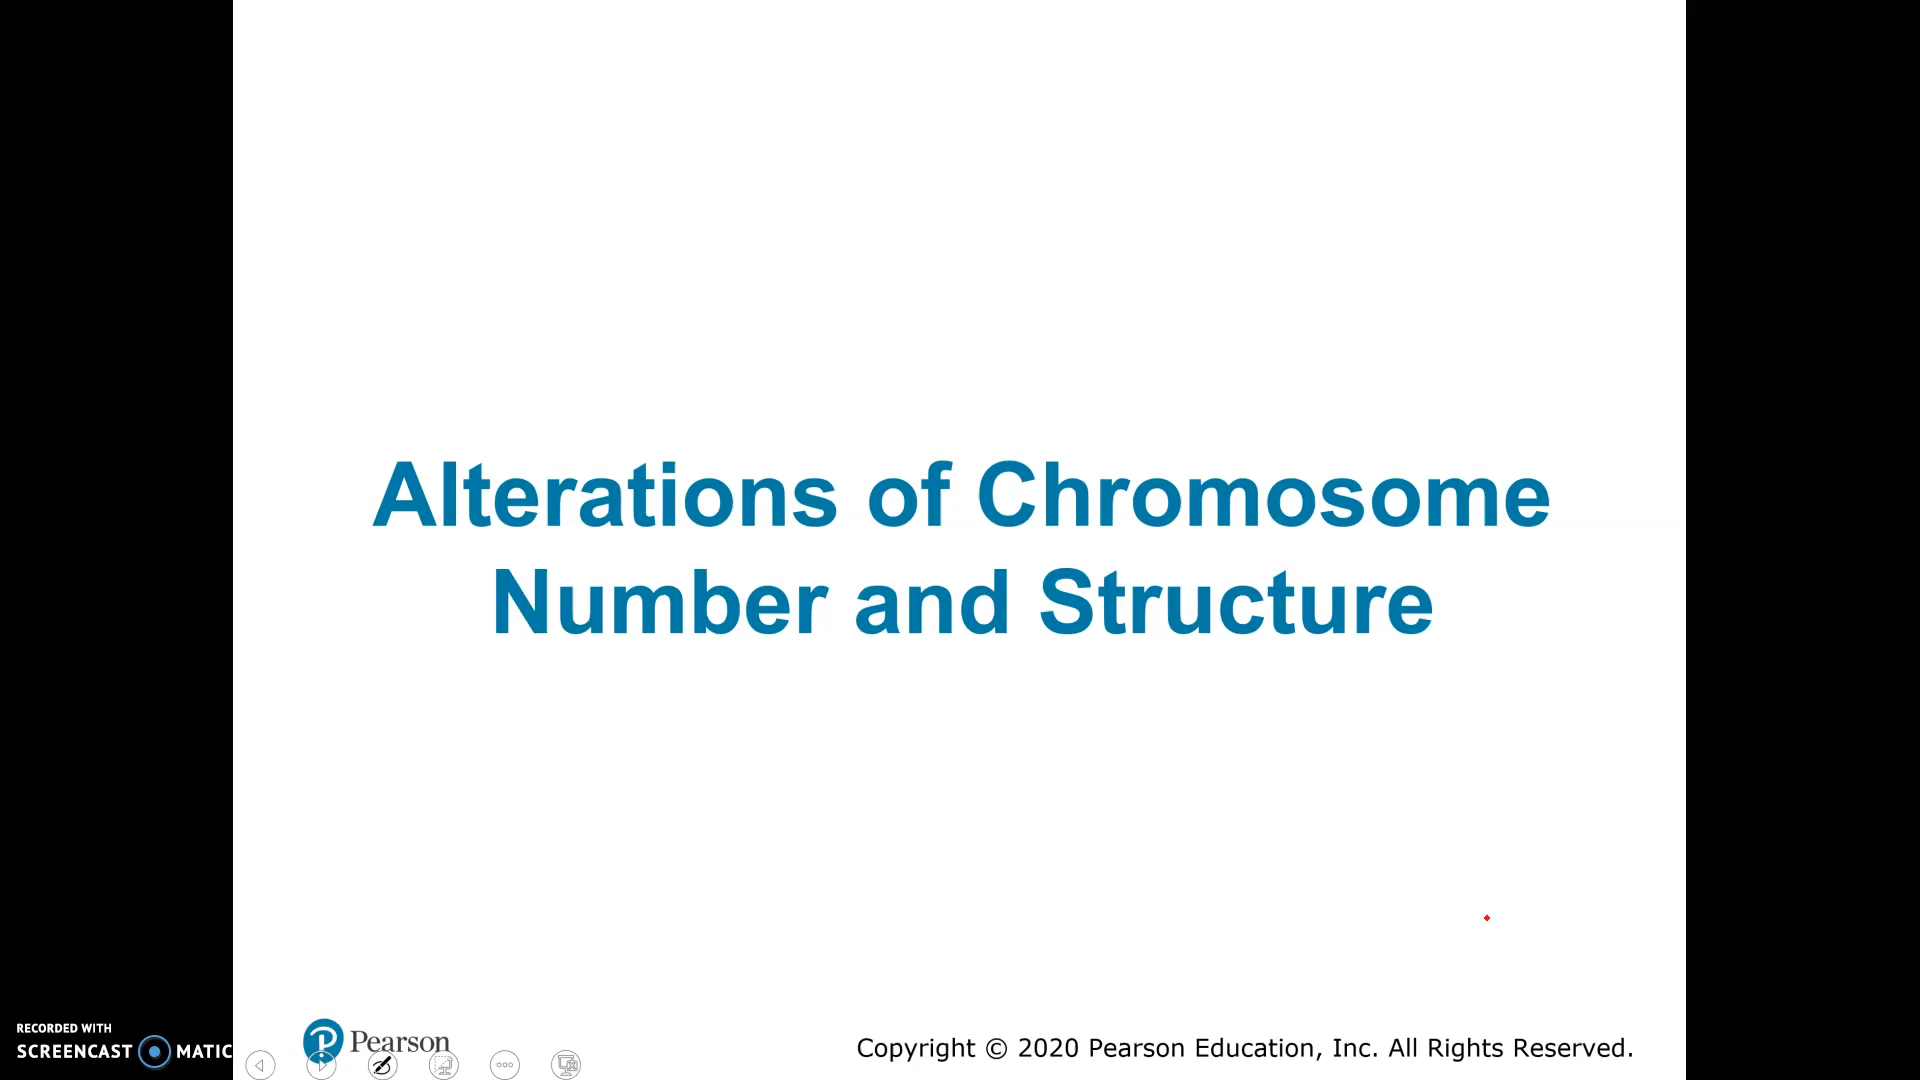 Alterations of Chromosome
Number and Structure
RECORDED WITH
SCREENCAST MATIC
Pearson
Copyright © 2020 Pearson Education, Inc. All Rights Reserved.